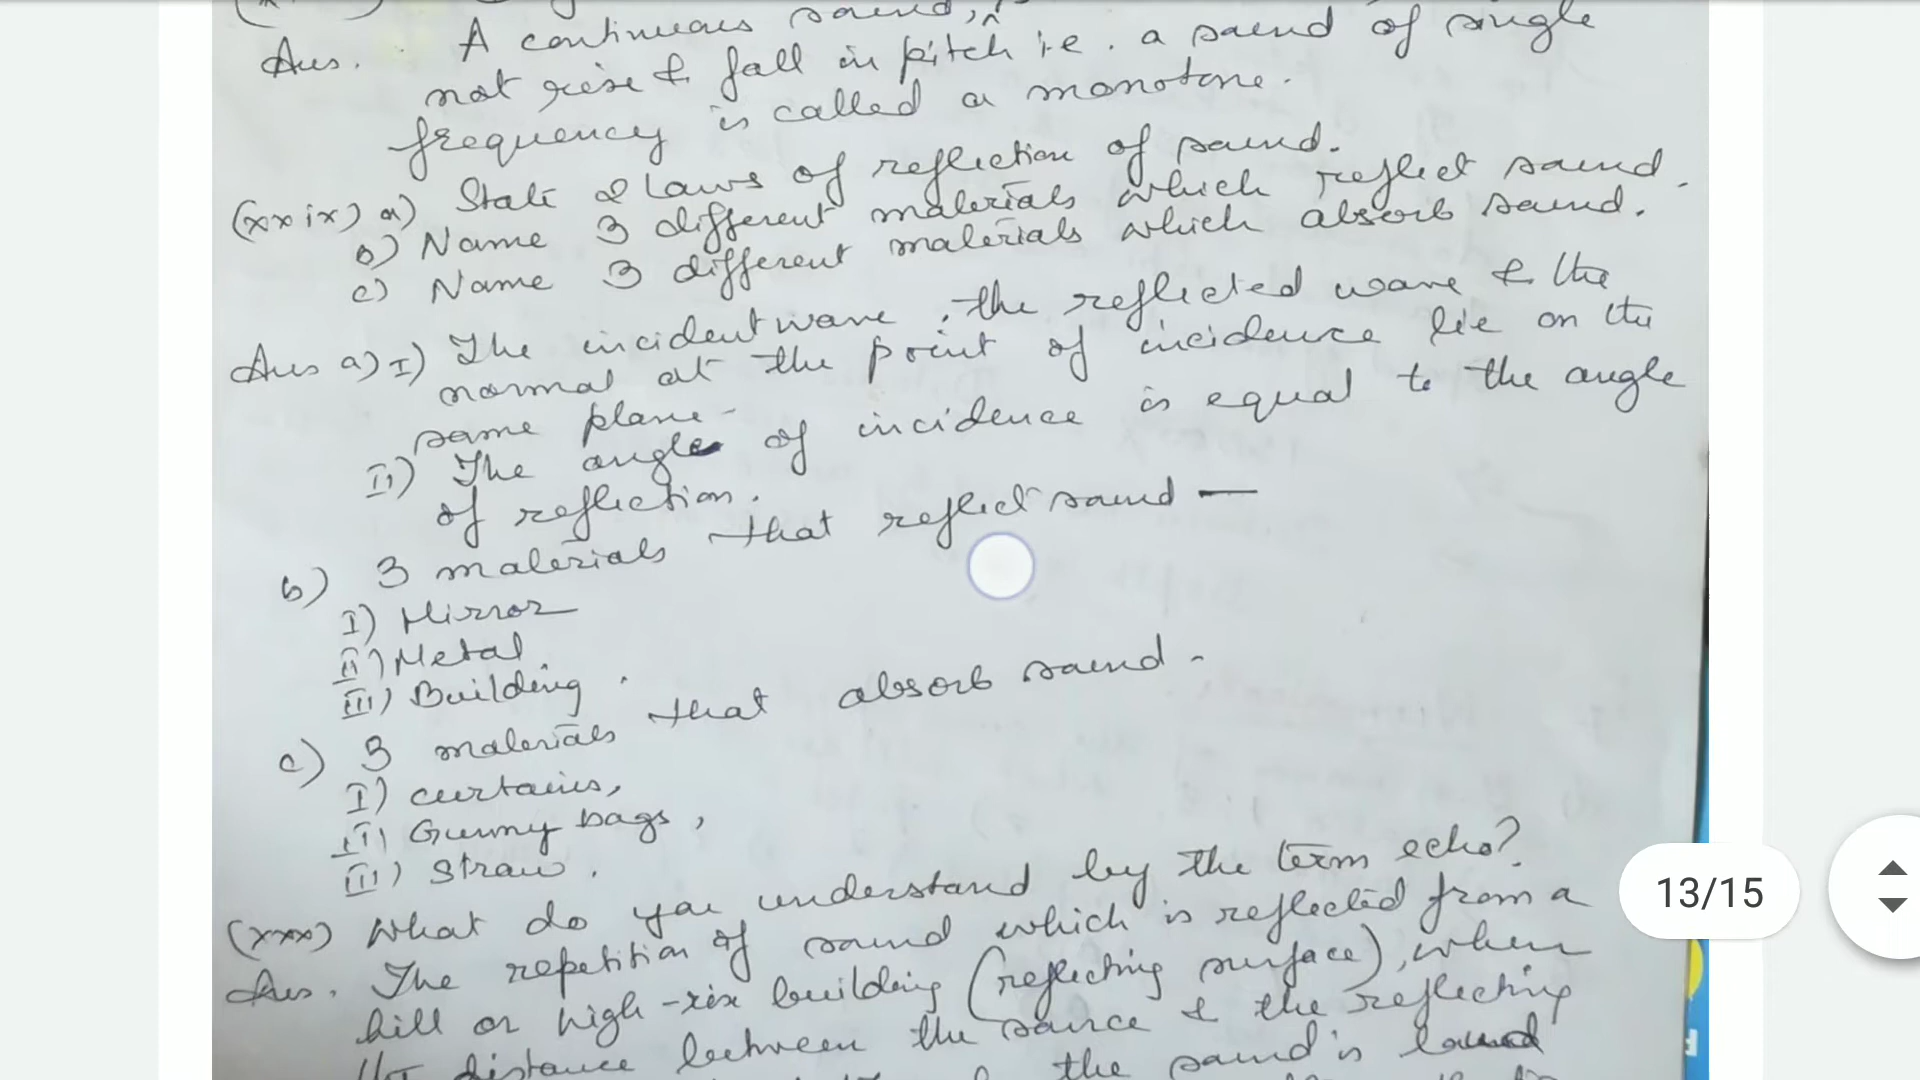 A continuous sound,
Ans. not rise & fall in pitch i.e. a sound of single
frequency is called a monotone.
(xxix) a) State 2 laws of reflection of sound.
b) Name 3 different materials which reflect sound.
c) Name 3 different materials which absorb sound.
Ans a) I) The incident wave, the reflected wave & the
normal at the point of incidence lie on the
same plane -
II) The angle of incidence is equal to the angle
of reflection.
b) 3 materials that reflect sound —
I) Mirror
II) Metal
III) Building.
c) 3 materials that absorb sound -
I) curtains,
II) Gunny bags,
III) Straw.
(xxx) What do you understand by the term echo?
Ans. The repetition of sound which is reflected from a
hill or high-rise building (reflecting surface), when
the distance between the source & the reflecting
the sound is
13/15